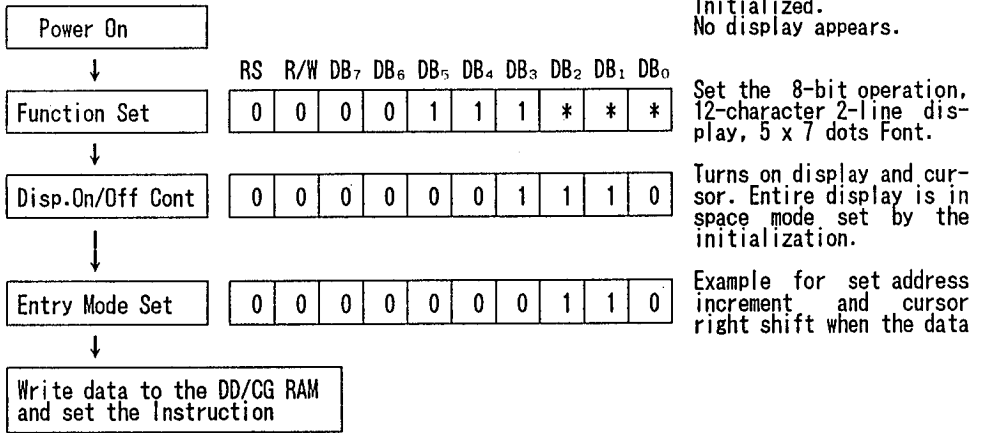 Initialized.
Power On
No display appears.
RS R/W DB₇ DB₆ DB₅ DB₄ DB₃ DB₂ DB₁ DB₀
Function Set
0 0 0 0 1 1 1 * * *
Set the 8-bit operation,
12-character 2-line dis-
play, 5 x 7 dots Font.
Disp.On/Off Cont
0 0 0 0 0 0 1 1 1 0
Turns on display and cur-
sor. Entire display is in
space mode set by the
initialization.
Entry Mode Set
0 0 0 0 0 0 0 1 1 0
Example for set address
increment and cursor
right shift when the data
Write data to the DD/CG RAM
and set the Instruction